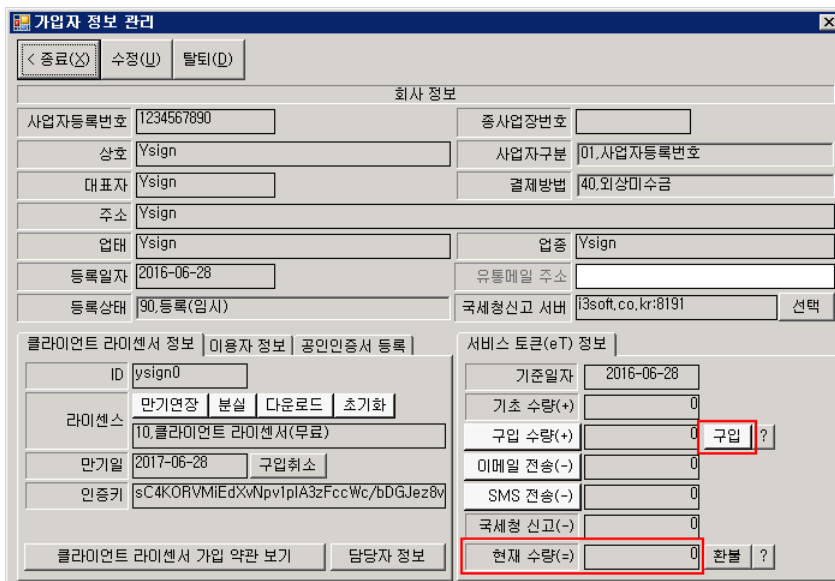 가입자 정보 관리
< 종료(X) 수정(U) 탈퇴(D)
회사 정보
사업자등록번호 1234567890 종사업장번호
상호 Ysign 사업자구분 01,사업자등록번호
대표자 Ysign 결제방법 40,외상미수금
주소 Ysign
업태 Ysign 업종 Ysign
등록일자 2016-06-28 유통메일 주소
등록상태 90,등록(임시) 국세청신고 서버 i3soft,co,kr:8191 선택
클라이언트 라이센서 정보 이용자 정보 공인인증서 등록 서비스 토큰(eT) 정보
ID ysign0 기준일자 2016-06-28
라이센스 만기연장 분실 다운로드 초기화 기초 수량(+) 0
10,클라이언트 라이센서(무료) 구입 수량(+) 0 구입 ?
만기일 2017-06-28 구입취소 이메일 전송(-) 0
인증키 sC4KORVMiEdXvNpv1plA3zFccWc/bDGJez8v SMS 전송(-) 0
국세청 신고(-) 0
클라이언트 라이센서 가입 약관 보기 담당자 정보 현재 수량(=) 0 환불 ?